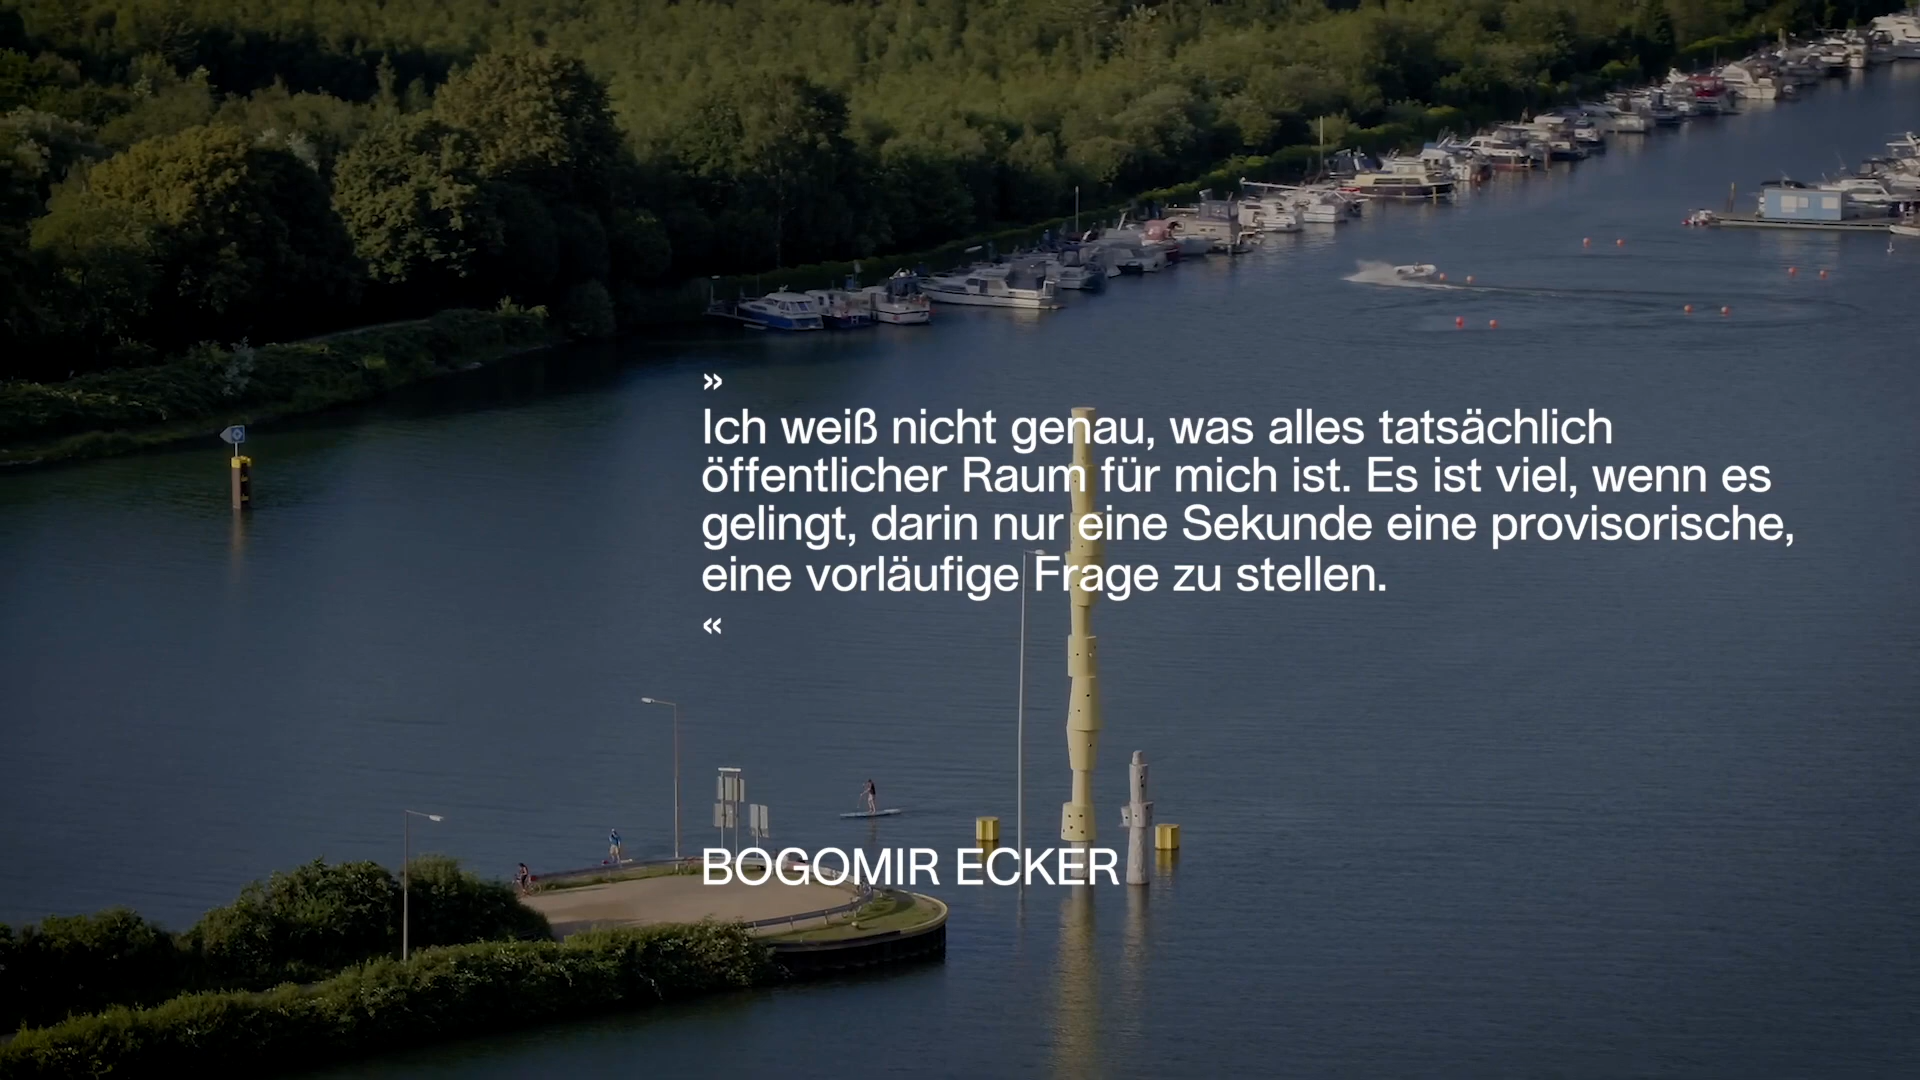 »
Ich weiß nicht genau, was alles tatsächlich
öffentlicher Raum für mich ist. Es ist viel, wenn es
gelingt, darin nur eine Sekunde eine provisorische,
eine vorläufige Frage zu stellen.
«
BOGOMIR ECKER